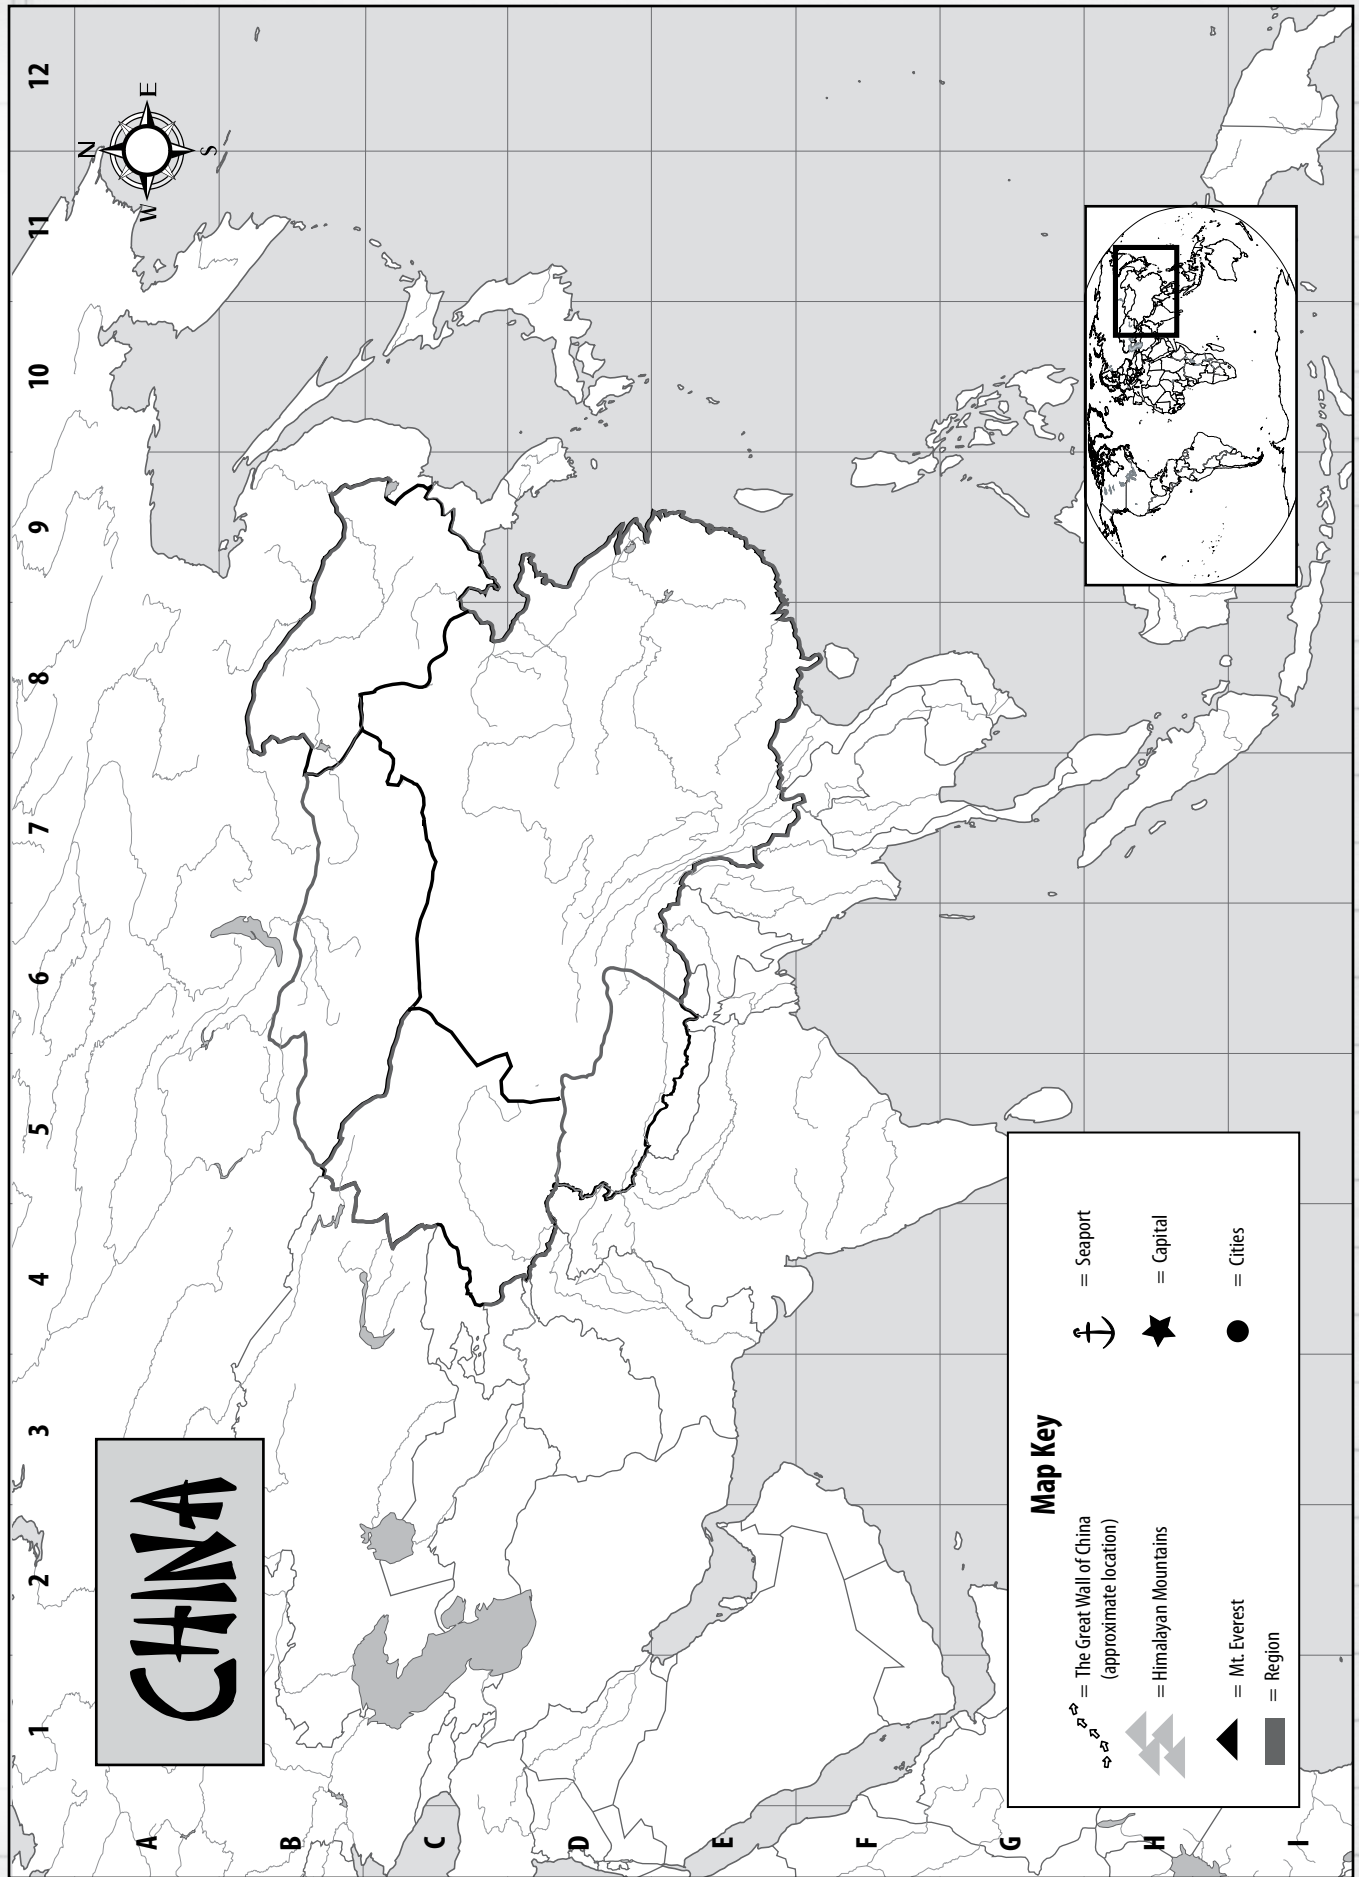 CHINA
1 2 3 4 5 6 7 8 9 10 11 12
A
B
C
D
E
F
G
H
I
N
W E
S
Map Key
= The Great Wall of China
(approximate location)
= Himalayan Mountains
= Mt. Everest
= Region
= Seaport
= Capital
= Cities